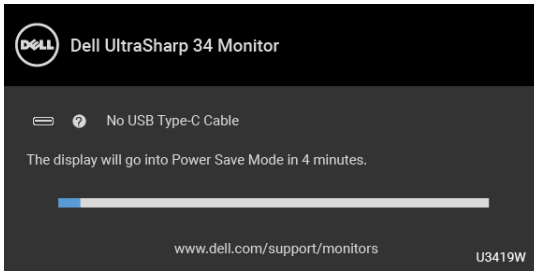 DELL Dell UltraSharp 34 Monitor
? No USB Type-C Cable
The display will go into Power Save Mode in 4 minutes.
www.dell.com/support/monitors
U3419W